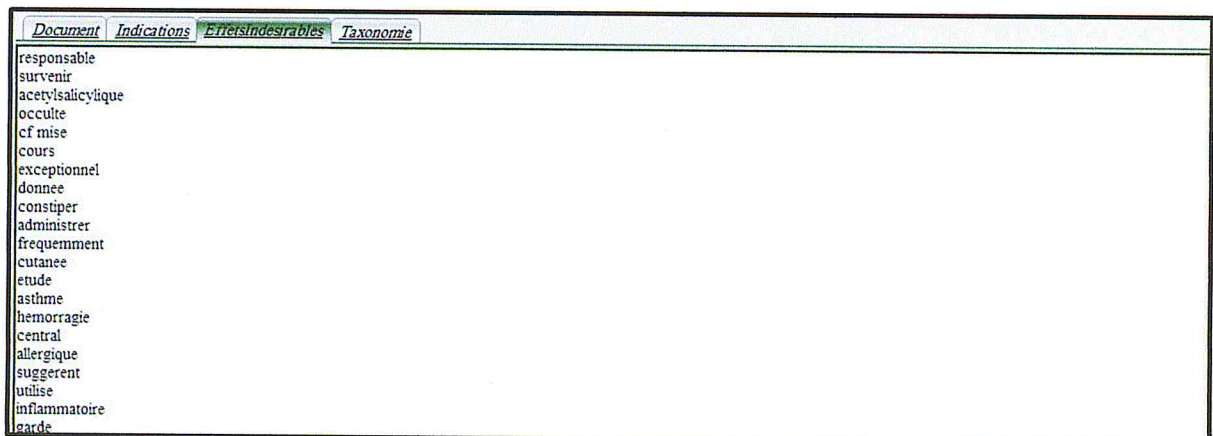 Document Indications EffetsIndesirables Taxonomie
responsable
survenir
acetylsalicylique
occulte
cf mise
cours
exceptionnel
donnee
constiper
administrer
frequemment
cutanee
etude
asthme
hemorragie
central
allergique
suggerent
utilise
inflammatoire
garde